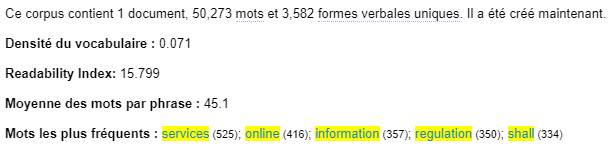 Ce corpus contient 1 document, 50,273 mots et 3,582 formes verbales uniques. Il a été créé maintenant.
Densité du vocabulaire : 0.071
Readability Index: 15.799
Moyenne des mots par phrase : 45.1
Mots les plus fréquents : services (525); online (416); information (357); regulation (350); shall (334)